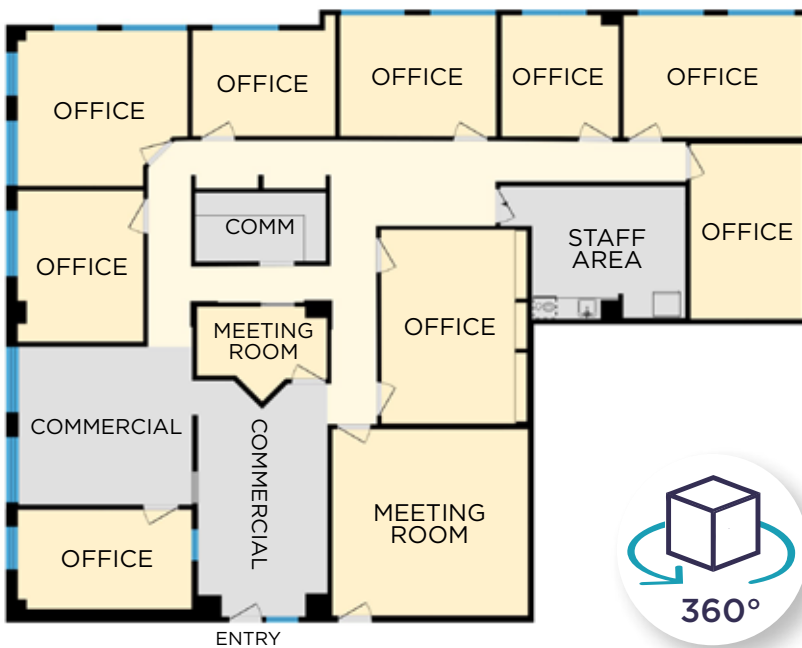 OFFICE
OFFICE
OFFICE
OFFICE
OFFICE
COMM
OFFICE
STAFF
AREA
OFFICE
OFFICE
MEETING
ROOM
COMMERCIAL
COMMERCIAL
MEETING
ROOM
OFFICE
360°
ENTRY